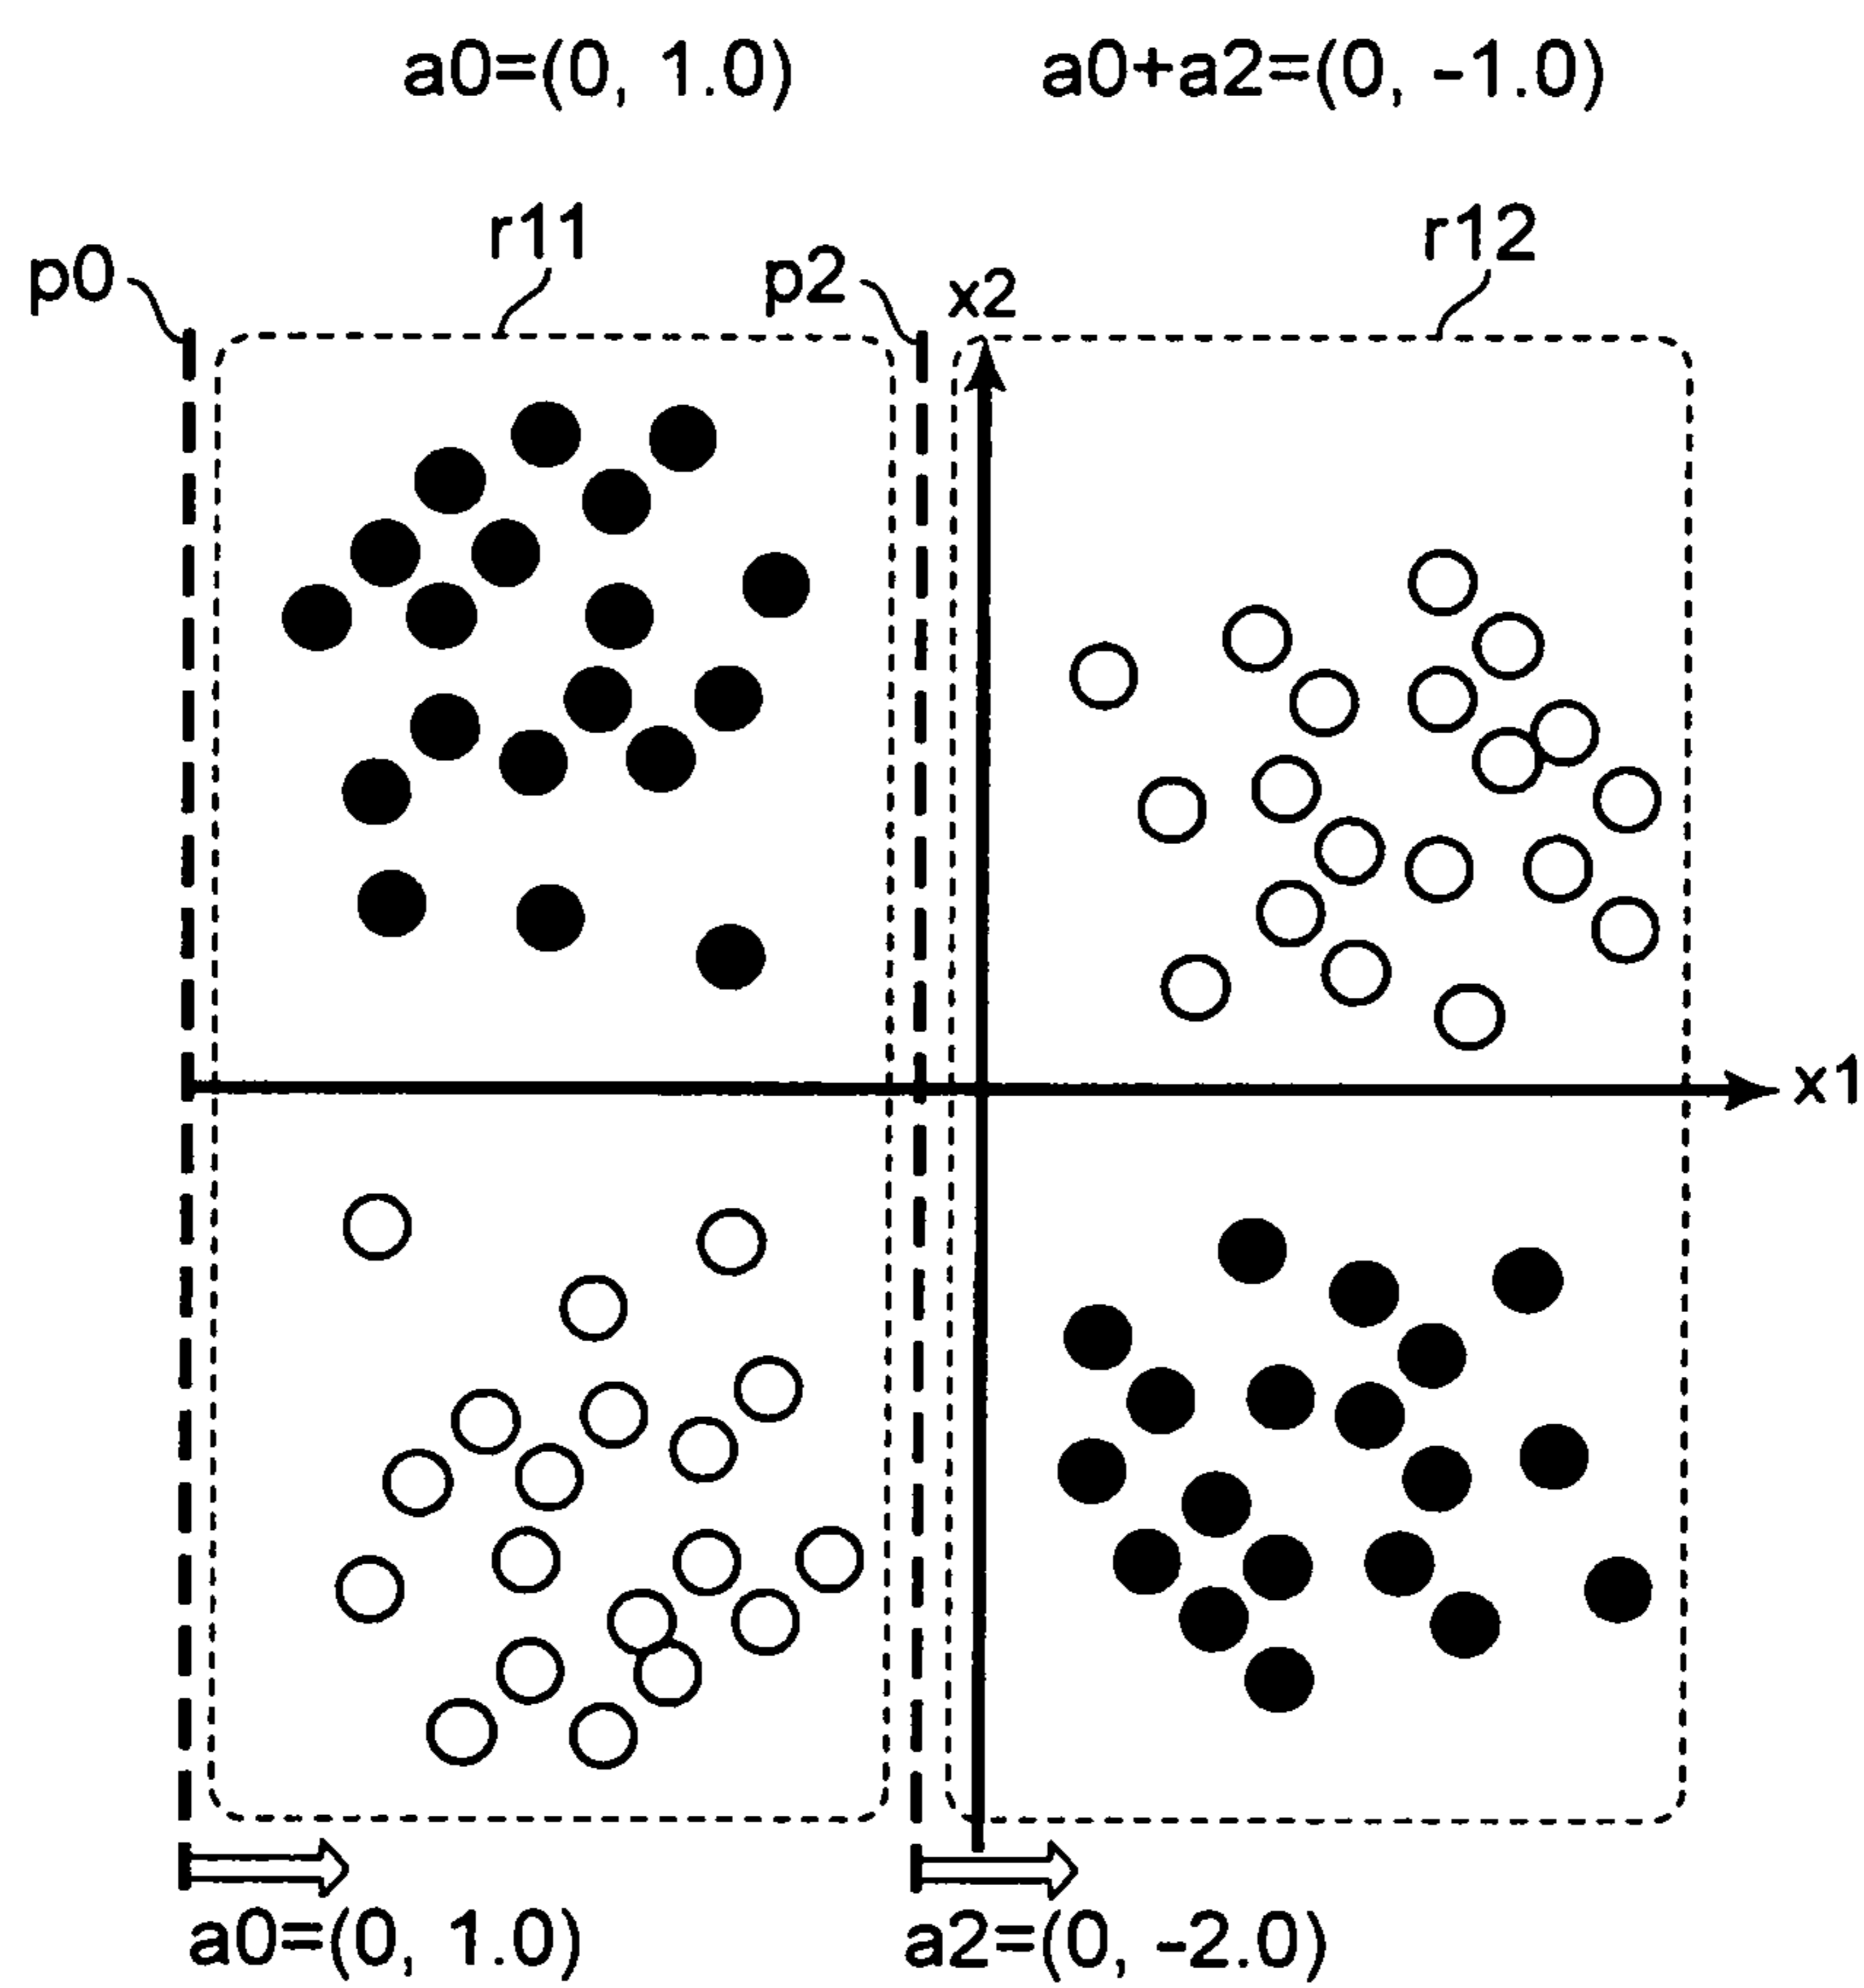 a0=(0, 1.0)
a0+a2=(0, -1.0)
r11
r12
p0
p2
x2
x1
a0=(0, 1.0)
a2=(0, -2.0)